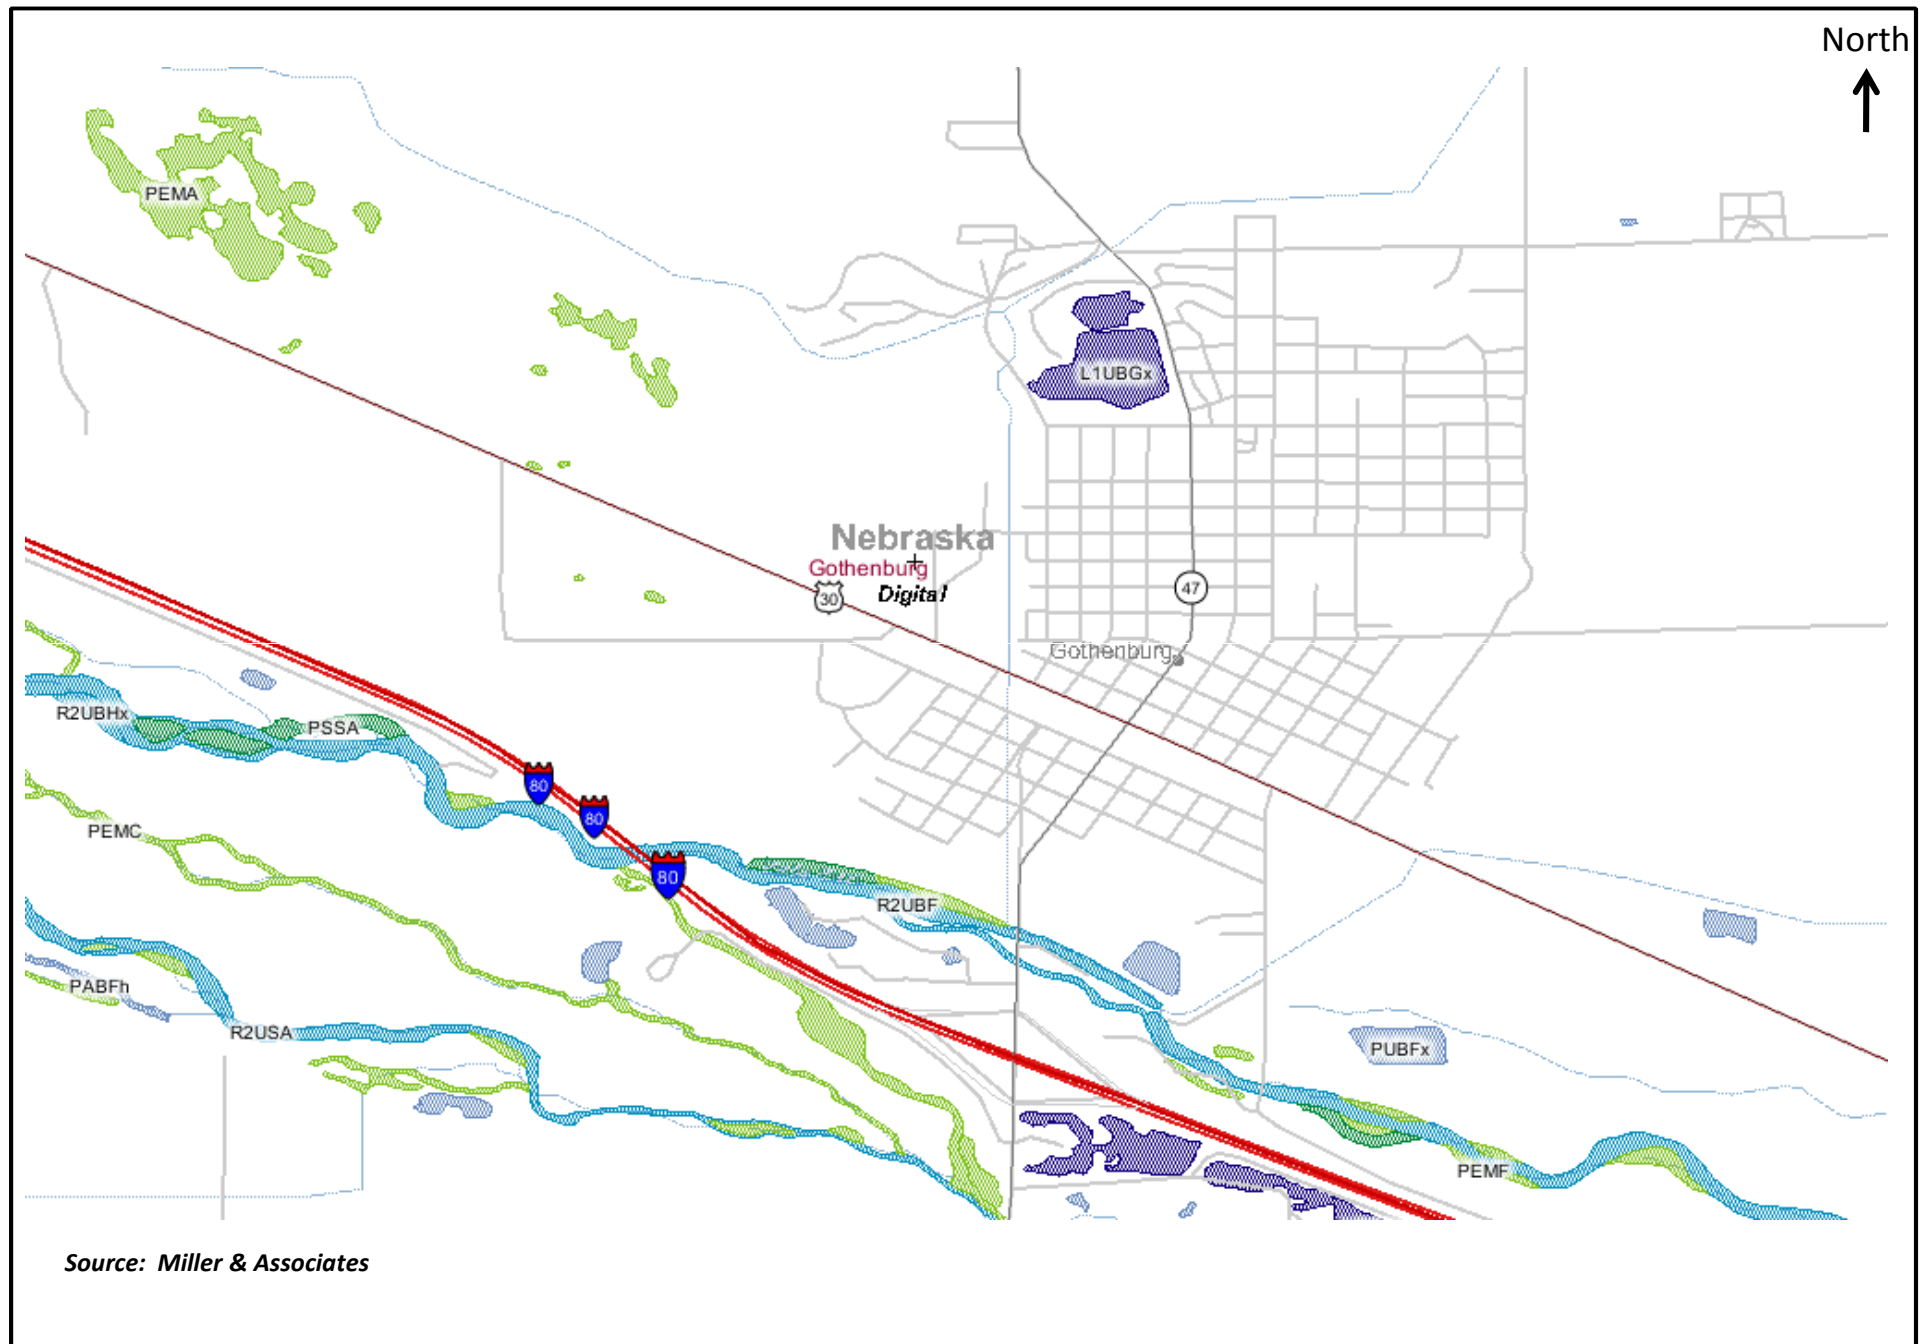 North
PEMA
L1UBGx
Nebraska
Gothenburg
30
Digital
47
Gothenburg
R2UBHx
PSSA
80
80
80
PEMC
R2UBF
PABFh
R2USA
PUBFx
PEMF
Source: Miller & Associates